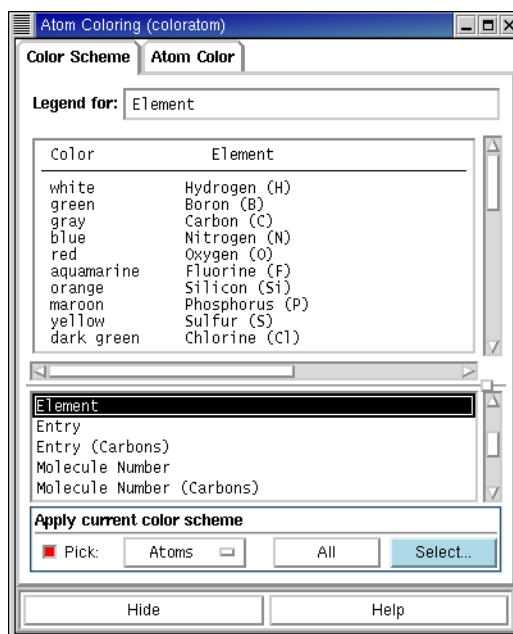 Atom Coloring (coloratom)
Color Scheme Atom Color
Legend for: Element
Color Element
white Hydrogen (H)
green Boron (B)
gray Carbon (C)
blue Nitrogen (N)
red Oxygen (O)
aquamarine Fluorine (F)
orange Silicon (Si)
maroon Phosphorus (P)
yellow Sulfur (S)
dark green Chlorine (Cl)
Element
Entry
Entry (Carbons)
Molecule Number
Molecule Number (Carbons)
Apply current color scheme
Pick: Atoms All Select...
Hide Help